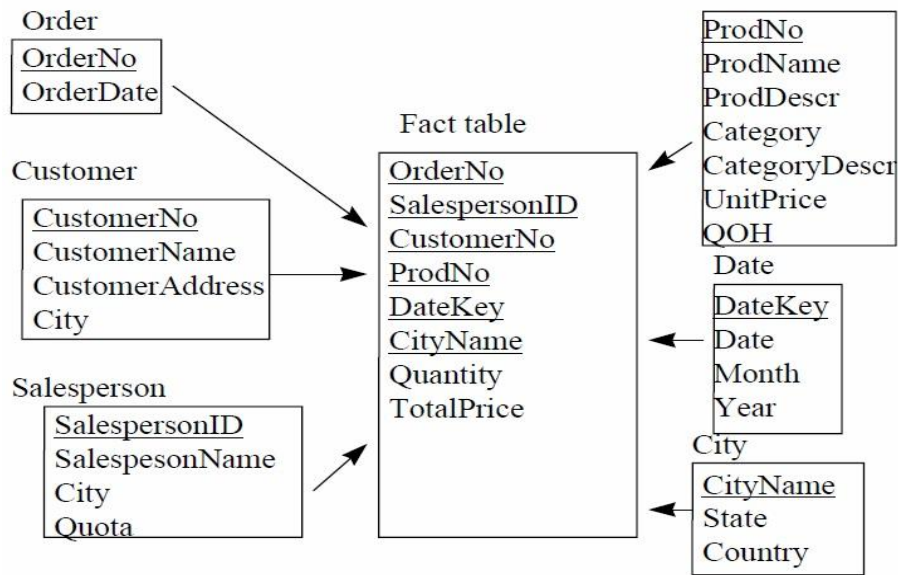 Order
OrderNo
OrderDate
Customer
CustomerNo
CustomerName
CustomerAddress
City
Salesperson
SalespersonID
SalespesonName
City
Quota
Fact table
OrderNo
SalespersonID
CustomerNo
ProdNo
DateKey
CityName
Quantity
TotalPrice
ProdNo
ProdName
ProdDescr
Category
CategoryDescr
UnitPrice
QOH
Date
DateKey
Date
Month
Year
City
CityName
State
Country